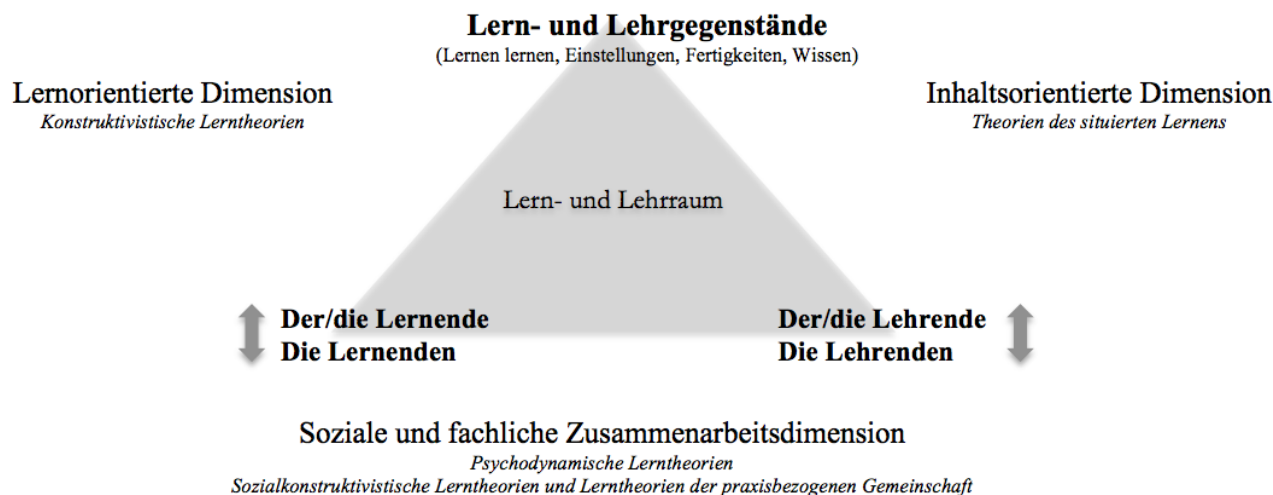 Lern- und Lehrgegenstände
(Lernen lernen, Einstellungen, Fertigkeiten, Wissen)
Lernorientierte Dimension
Konstruktivistische Lerntheorien
Inhaltsorientierte Dimension
Theorien des situierten Lernens
Lern- und Lehrraum
Der/die Lernende
Die Lernenden
Der/die Lehrende
Die Lehrenden
Soziale und fachliche Zusammenarbeitsdimension
Psychodynamische Lerntheorien
Sozialkonstruktivistische Lerntheorien und Lerntheorien der praxisbezogenen Gemeinschaft